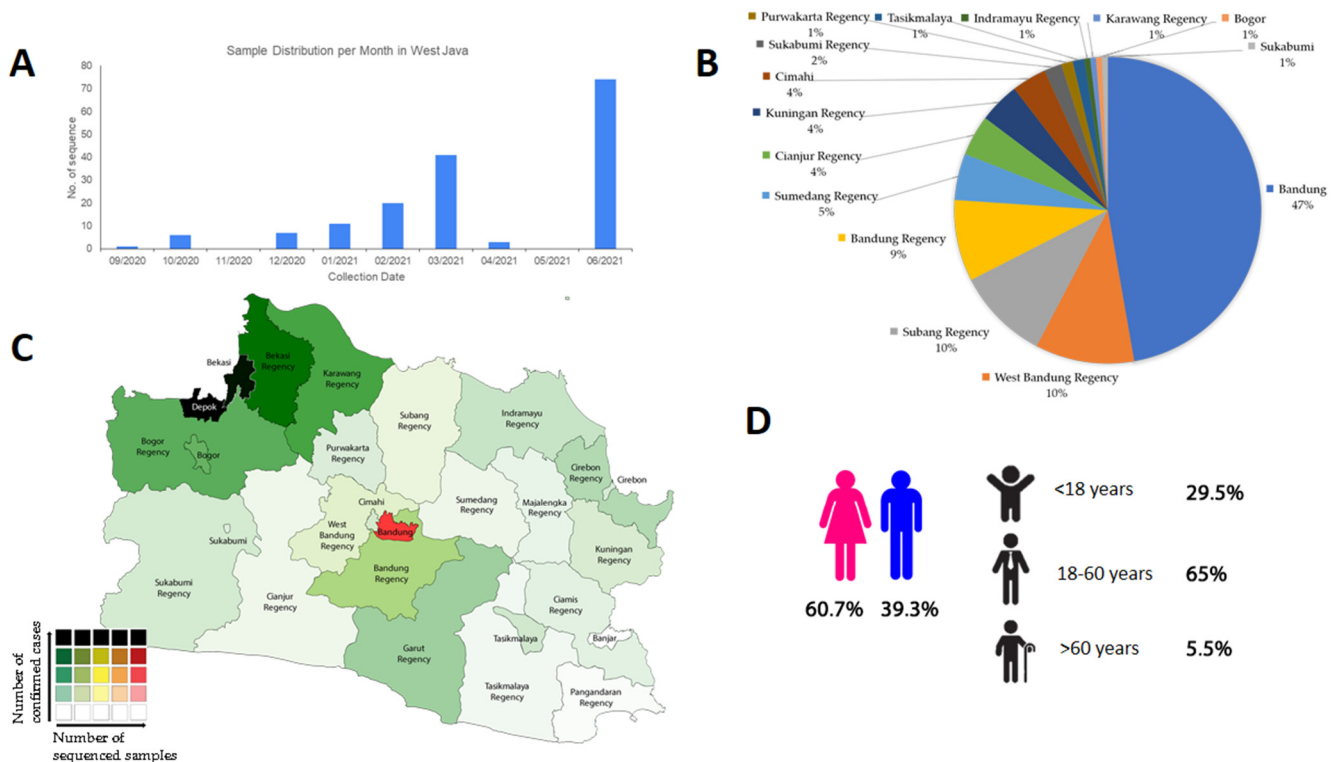 A
Sample Distribution per Month in West Java
No. of sequence
80
70
60
50
40
30
20
10
0
09/2020 10/2020 11/2020 12/2020 01/2021 02/2021 03/2021 04/2021 05/2021 06/2021
Collection Date
B
Purwakarta Regency
1%
Tasikmalaya
1%
Indramayu Regency
1%
Karawang Regency
1%
Bogor
1%
Sukabumi
1%
Sukabumi Regency
2%
Cimahi
4%
Kuningan Regency
4%
Cianjur Regency
4%
Sumedang Regency
5%
Bandung Regency
9%
Subang Regency
10%
West Bandung Regency
10%
Bandung
47%
C
Bekasi
Bekasi
Regency
Karawang
Regency
Depok
Bogor
Regency
Bogor
Subang
Regency
Indramayu
Regency
Purwakarta
Regency
Cirebon
Regency
Cirebon
Cimahi
Sumedang
Regency
Majalengka
Regency
West
Bandung
Regency
Bandung
Kuningan
Regency
Sukabumi
Sukabumi
Regency
Bandung
Regency
Cianjur
Regency
Ciamis
Regency
Garut
Regency
Tasikmalaya
Banjar
Tasikmalaya
Regency
Pangandaran
Regency
Number of
confirmed cases
Number of
sequenced samples
D
60.7% 39.3%
<18 years 29.5%
18-60 years 65%
>60 years 5.5%